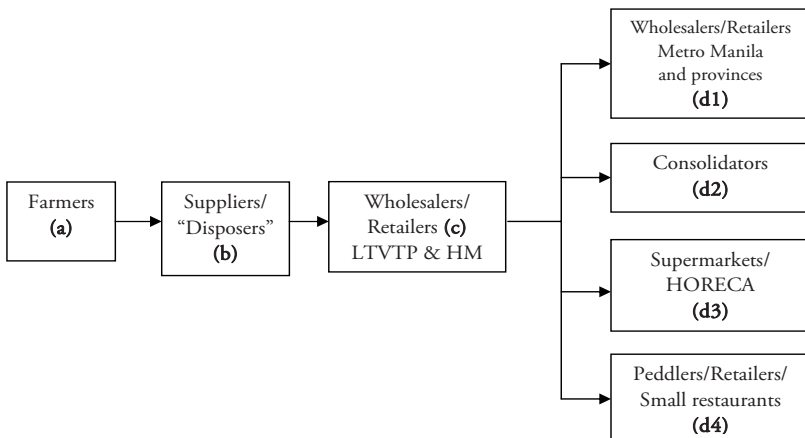 Farmers
(a)
Suppliers/
“Disposers”
(b)
Wholesalers/
Retailers (c)
LTVTP & HM
Wholesalers/Retailers
Metro Manila
and provinces
(d1)
Consolidators
(d2)
Supermarkets/
HORECA
(d3)
Peddlers/Retailers/
Small restaurants
(d4)